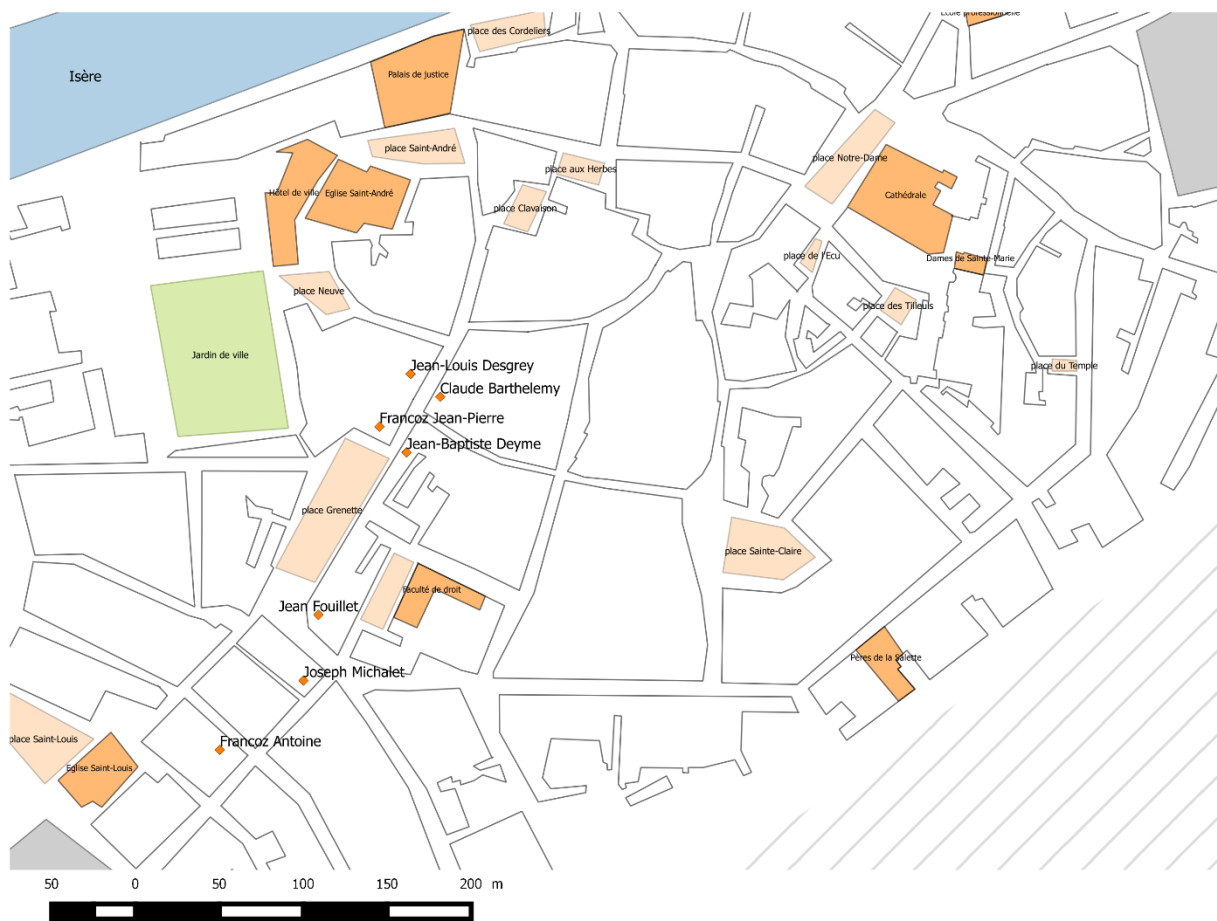 Ecole professionnelle
place des Cordeliers
Isère
Palais de justice
place Saint-André
place Notre-Dame
place aux Herbes
Hôtel de ville
Eglise Saint-André
Cathédrale
place Clavaison
place de l'Ecu
Dames de Sainte-Marie
place Neuve
place des Tilleuls
Jardin de ville
Jean-Louis Desgrey
place du Temple
Claude Barthelemy
Francoz Jean-Pierre
Jean-Baptiste Deyme
place Grenette
place Sainte-Claire
Faculté de droit
Jean Fouillet
Pères de la Salette
Joseph Michalet
place Saint-Louis
Francoz Antoine
Eglise Saint-Louis
50 0 50 100 150 200 m